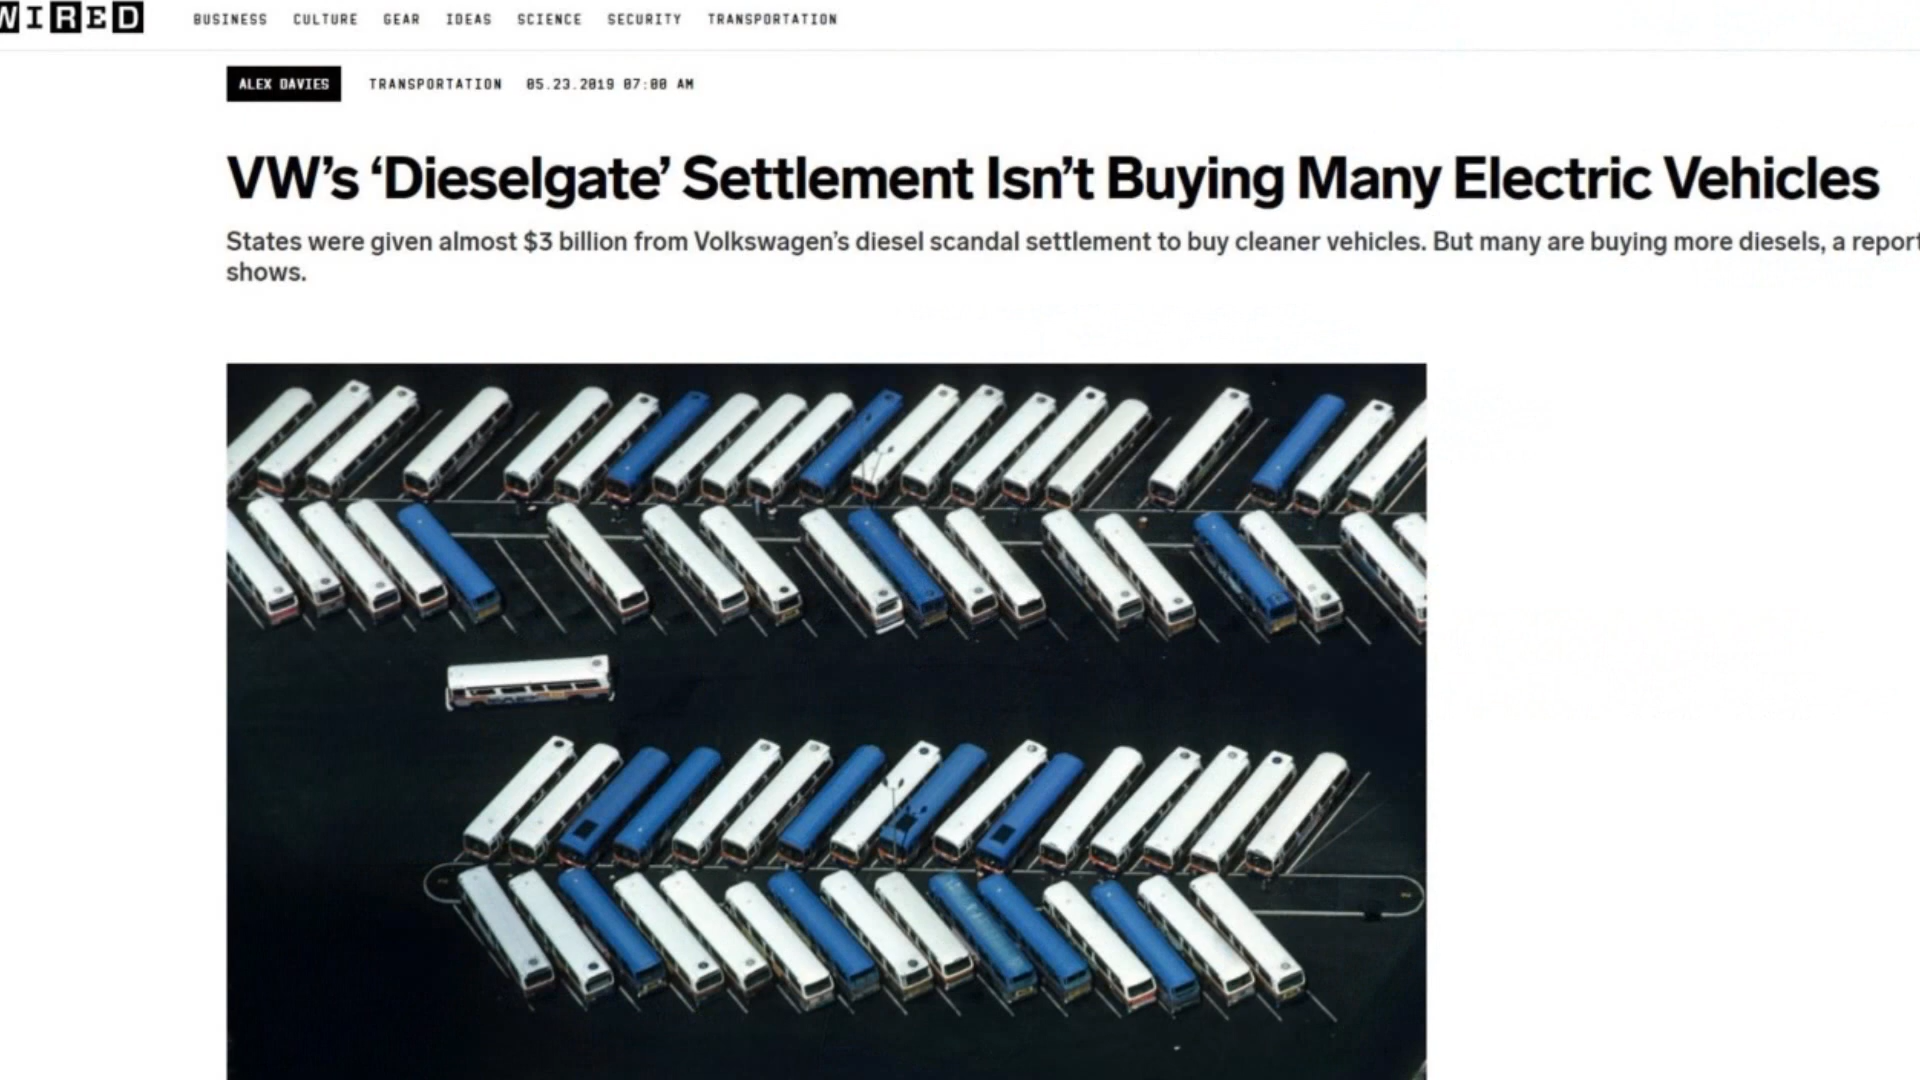 WIRED
BUSINESS CULTURE GEAR IDEAS SCIENCE SECURITY TRANSPORTATION
ALEX DAVIES TRANSPORTATION 05.23.2019 07:00 AM
VW’s ‘Dieselgate’ Settlement Isn’t Buying Many Electric Vehicles
States were given almost $3 billion from Volkswagen’s diesel scandal settlement to buy cleaner vehicles. But many are buying more diesels, a report
shows.